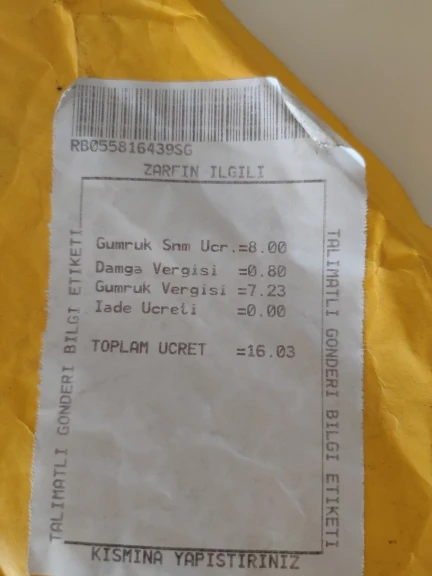 RB055816439SG
ZARFIN ILGILI
TALIMATLI GONDERI BILGI ETIKETI
Gumruk Snm Ucr.=8.00
Damga Vergisi =0.80
Gumruk Vergisi =7.23
Iade Ucreti =0.00
TOPLAM UCRET =16.03
TALIMATLI GONDERI BILGI ETIKETI
KISMINA YAPISTIRINIZ